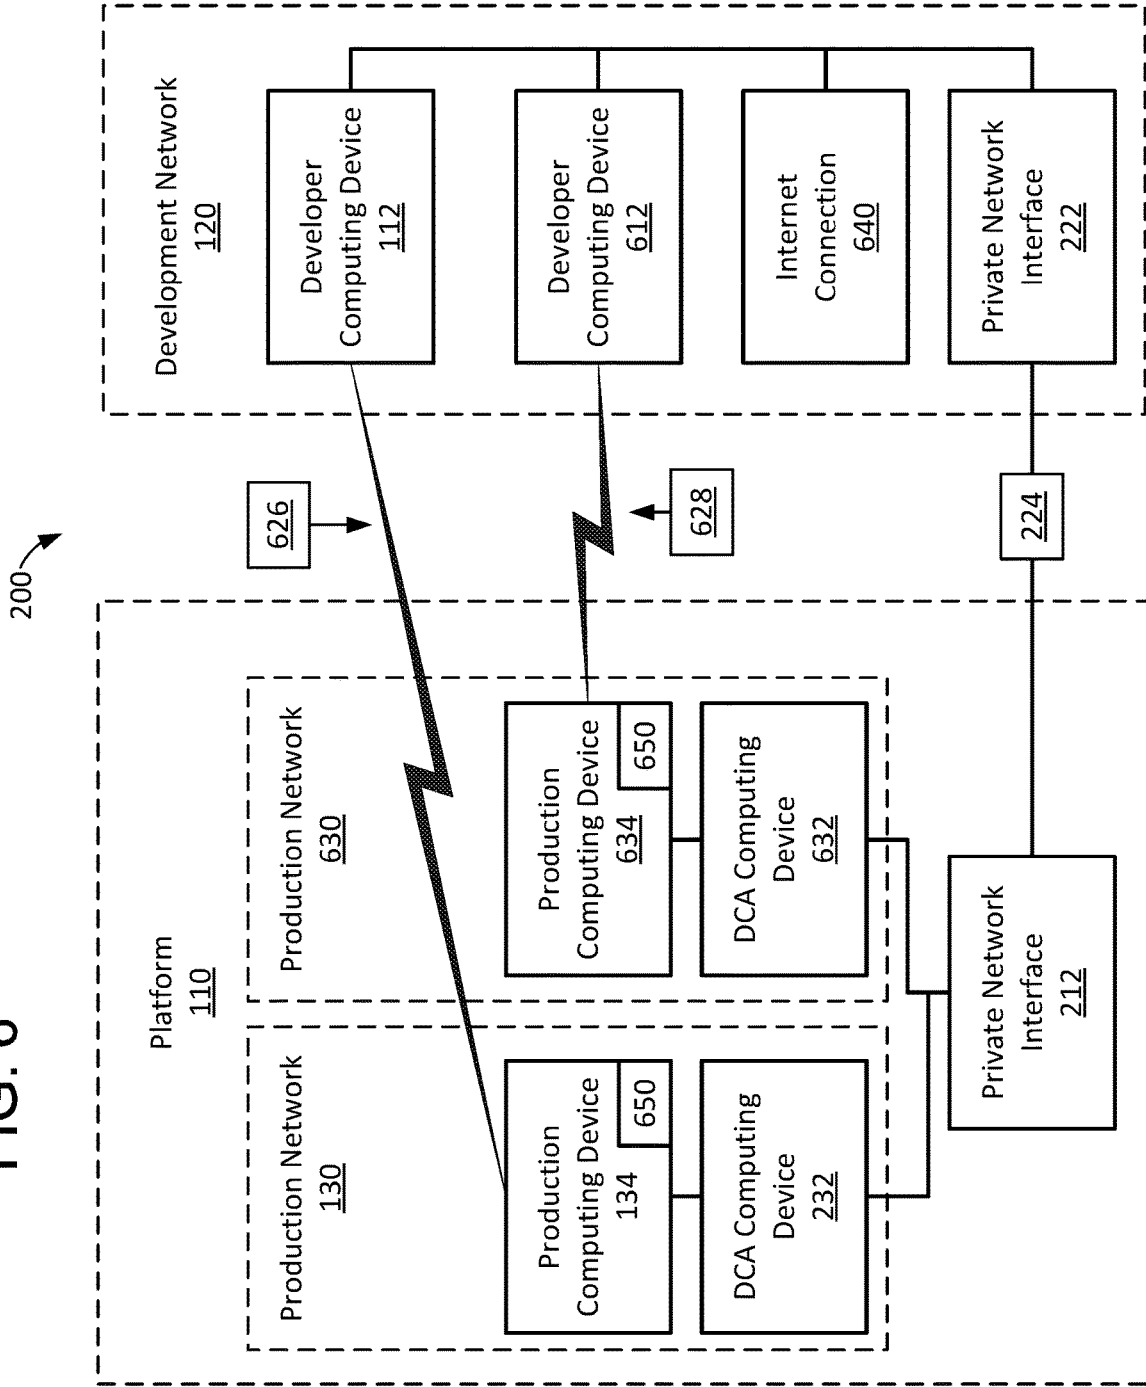 FIG. 6
200
Platform
110
Production Network
130
Production
Computing Device
134
650
DCA Computing
Device
232
Production Network
630
Production
Computing Device
634
650
DCA Computing
Device
632
Private Network
Interface
212
626
628
224
Development Network
120
Developer
Computing Device
112
Developer
Computing Device
612
Internet
Connection
640
Private Network
Interface
222